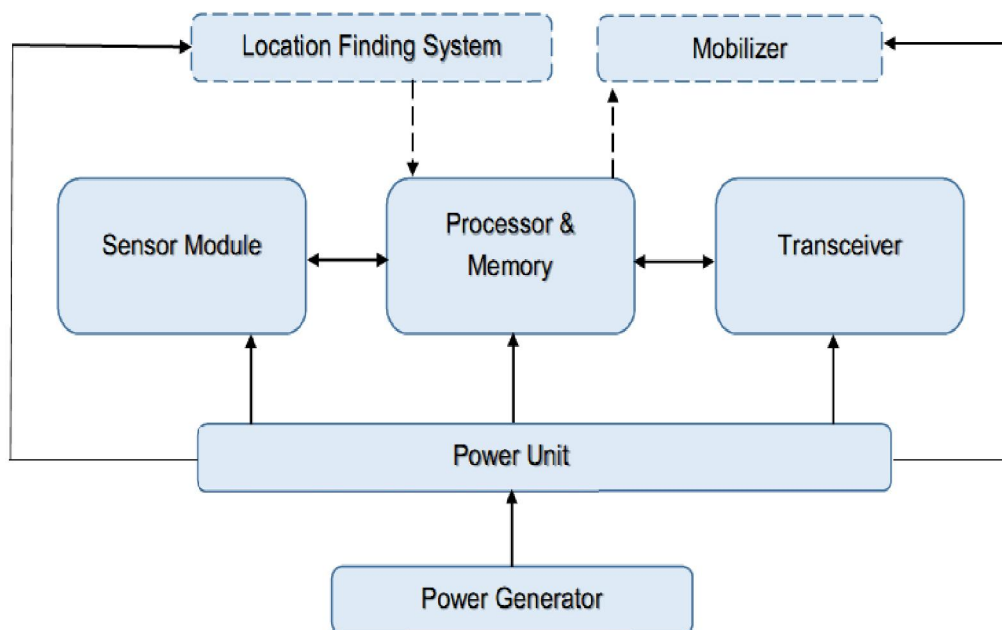 Location Finding System
Mobilizer
Sensor Module
Processor &
Memory
Transceiver
Power Unit
Power Generator